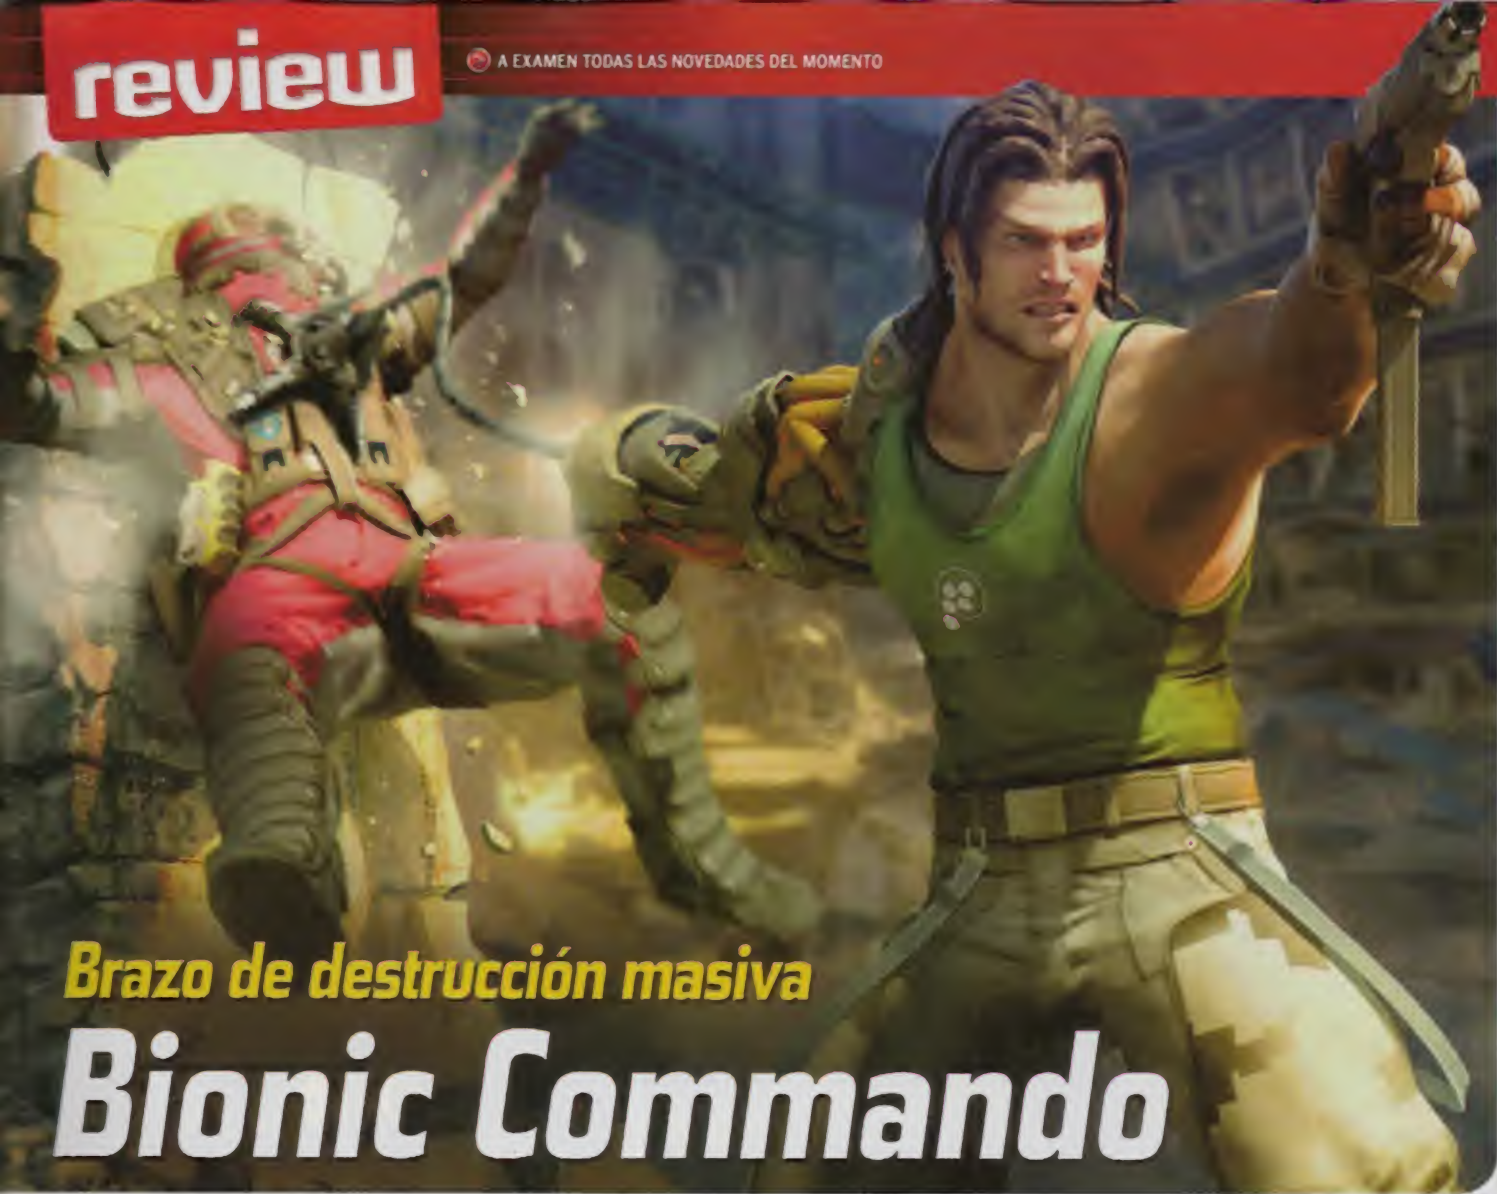 review
A EXAMEN TODAS LAS NOVEDADES DEL MOMENTO
Brazo de destrucción masiva
Bionic Commando